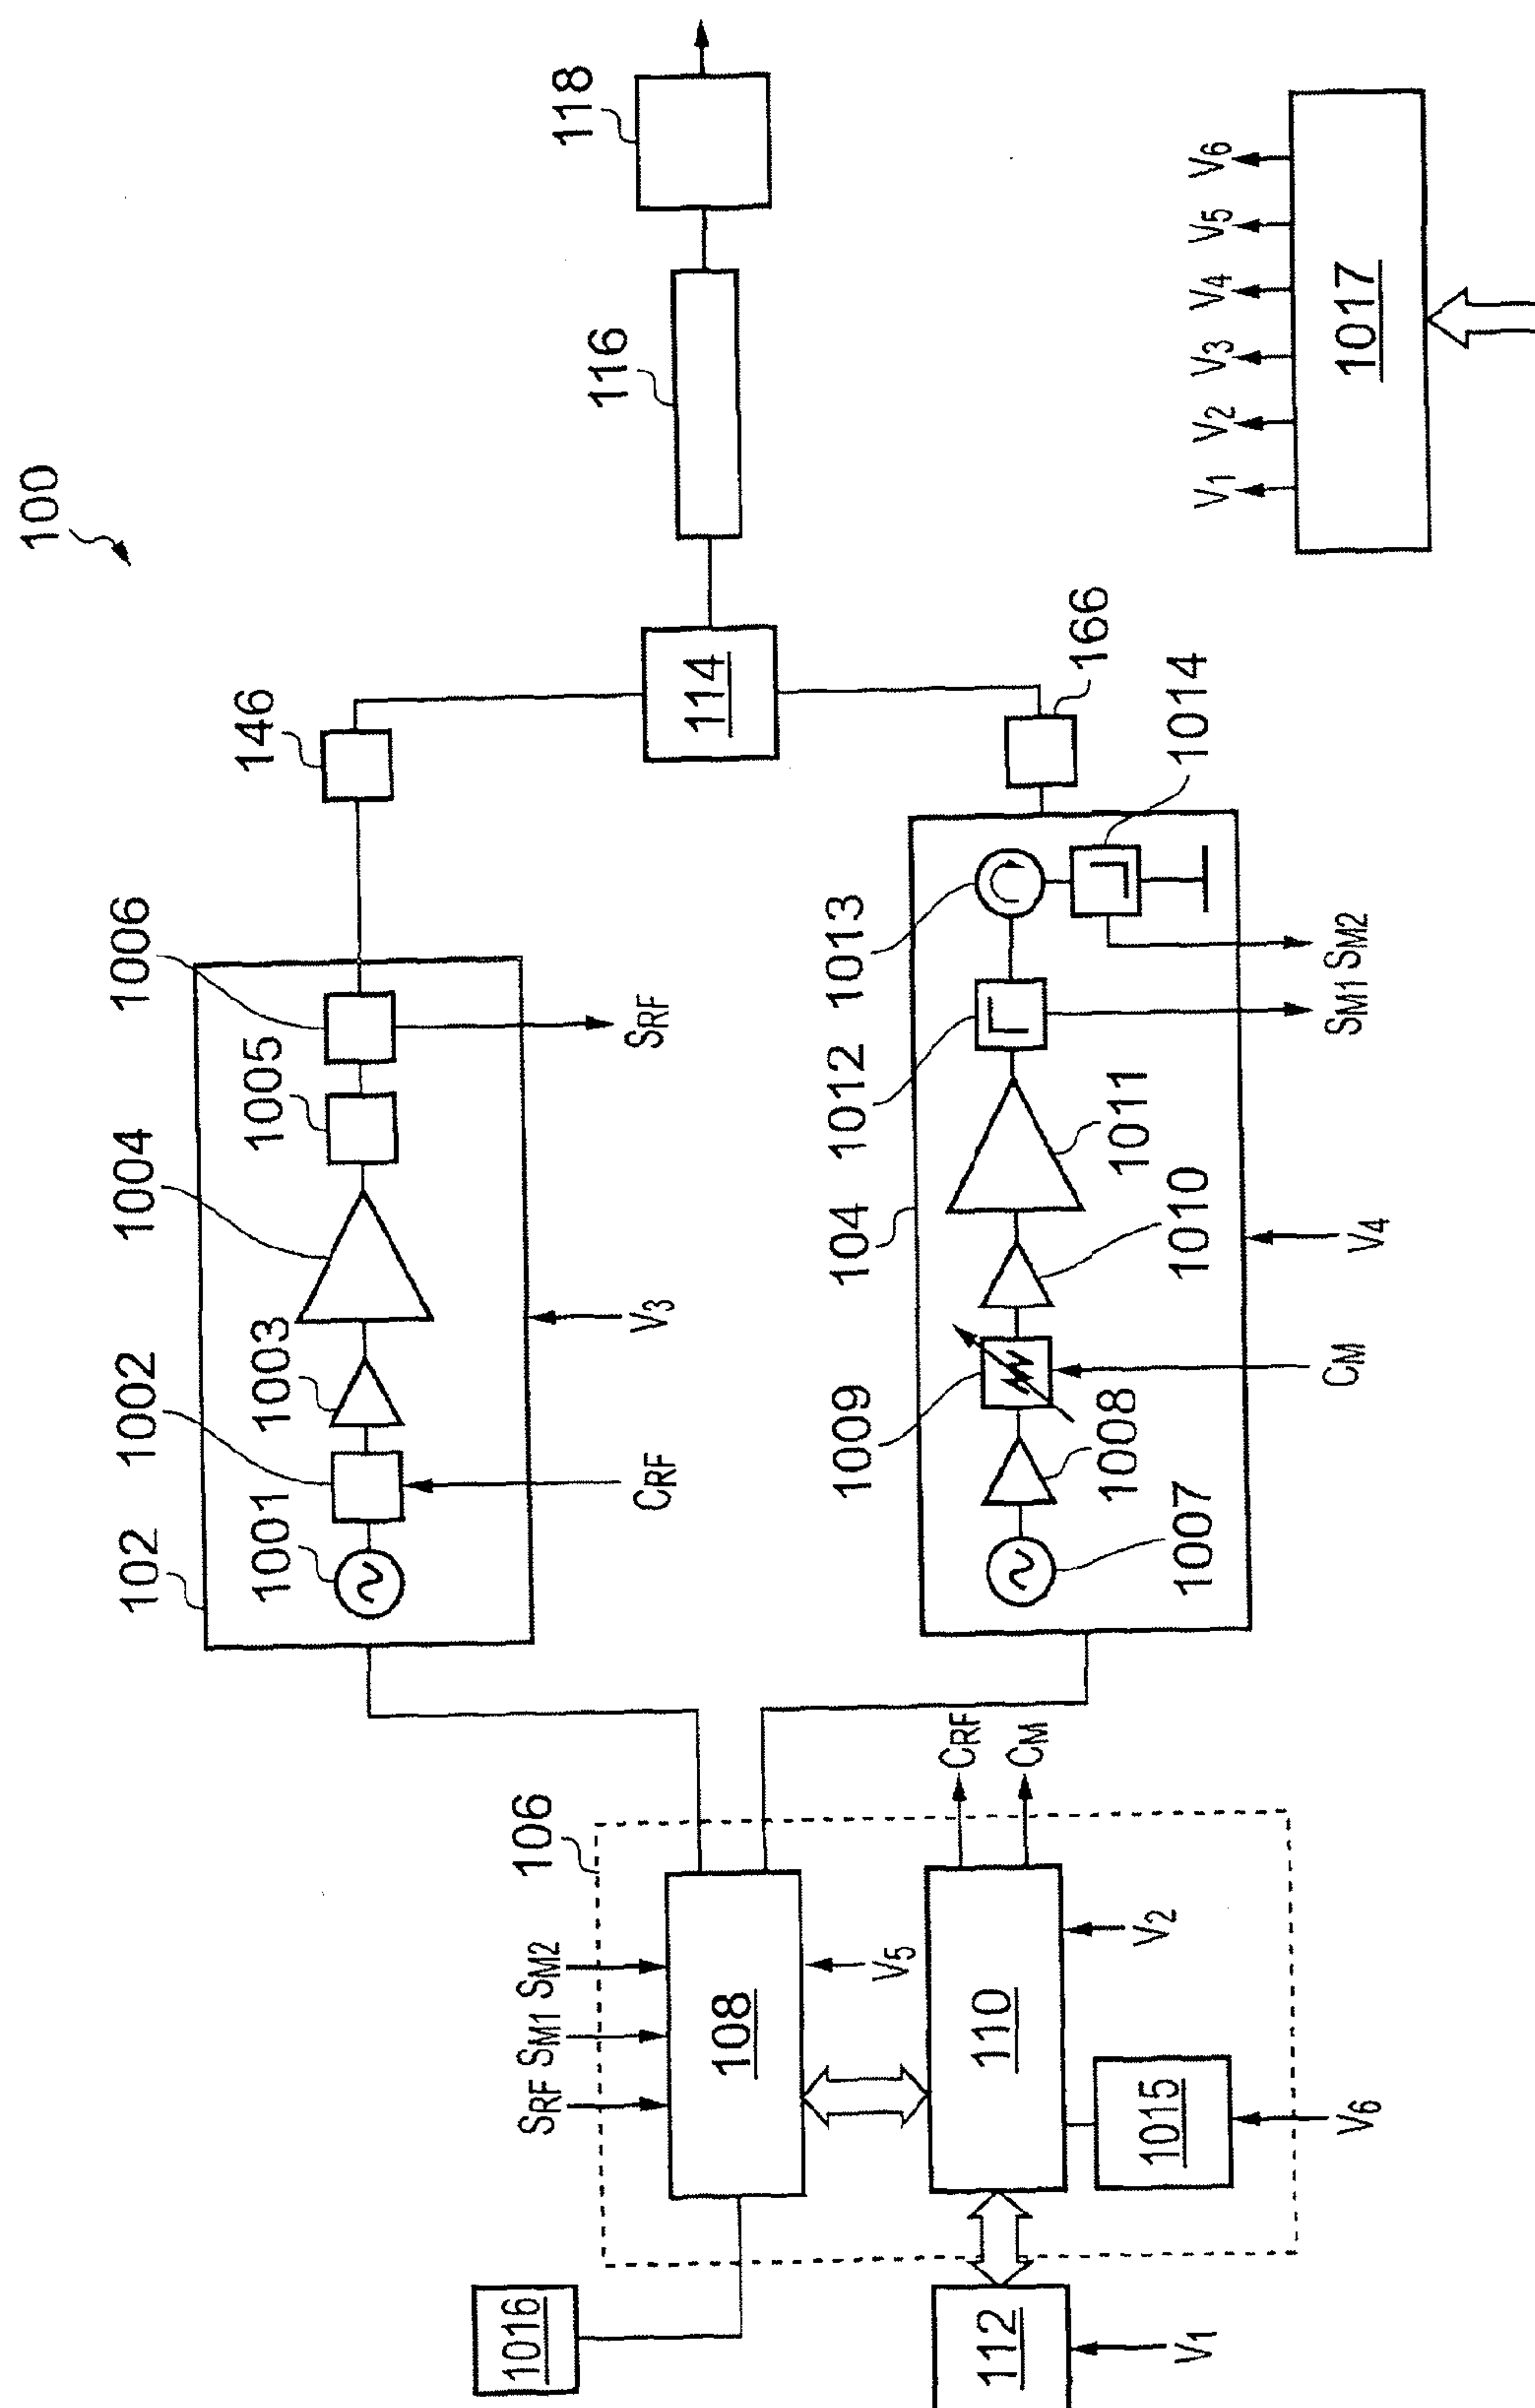 100
102
1001
1002
1003
1004
1005
1006
146
CRF
V3
SRF
118
116
114
106
SRF SM1 SM2
108
V5
1016
110
CRF
CM
V2
1015
V6
112
V1
104
1007
1008
1009
1010
1011
1012
1013
1014
166
CM
V4
SM1 SM2
V1 V2 V3 V4 V5 V6
1017